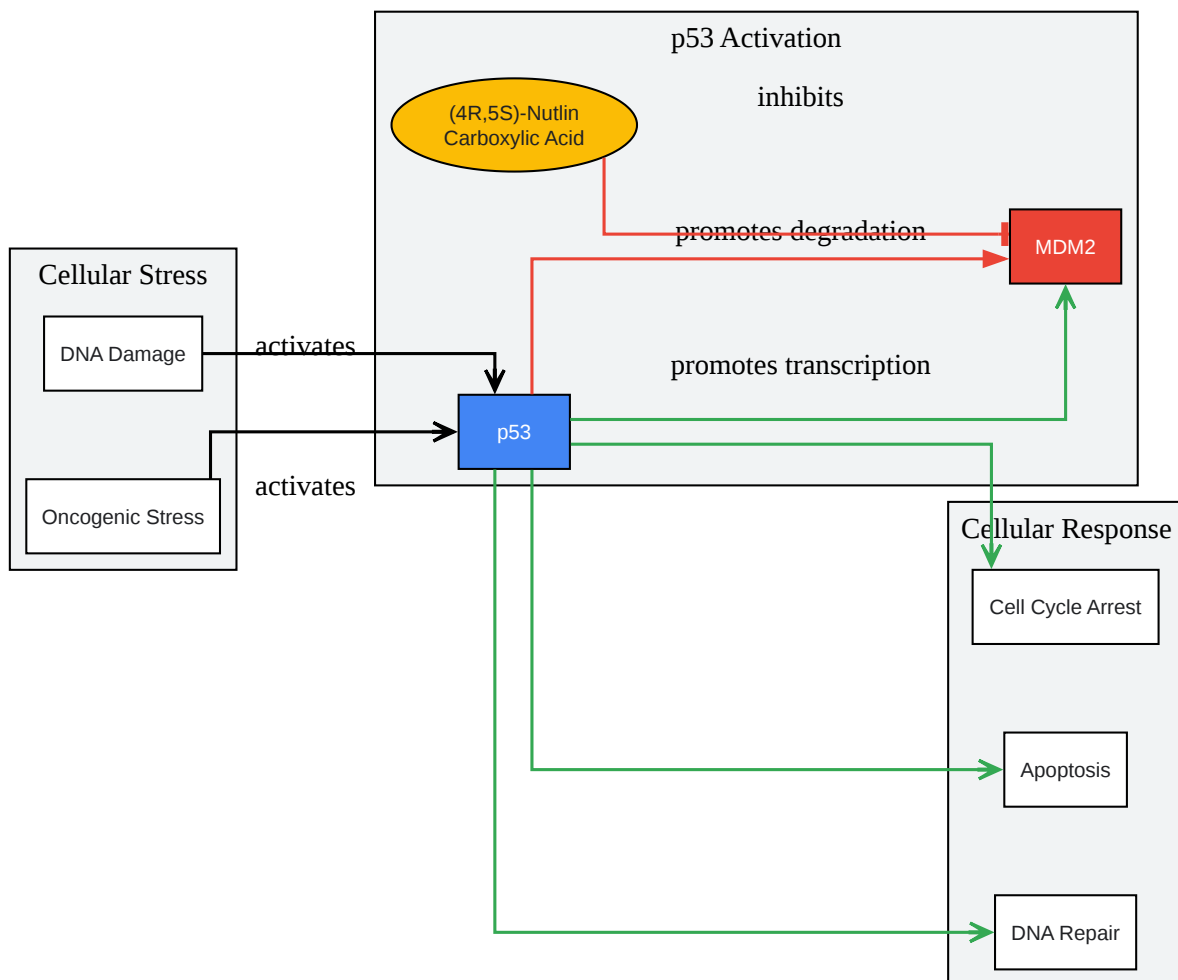 p53 Activation
inhibits
(4R,5S)-Nutlin
Carboxylic Acid
promotes degradation
MDM2
Cellular Stress
DNA Damage
activates
promotes transcription
p53
activates
Oncogenic Stress
Cellular Response
Cell Cycle Arrest
Apoptosis
DNA Repair